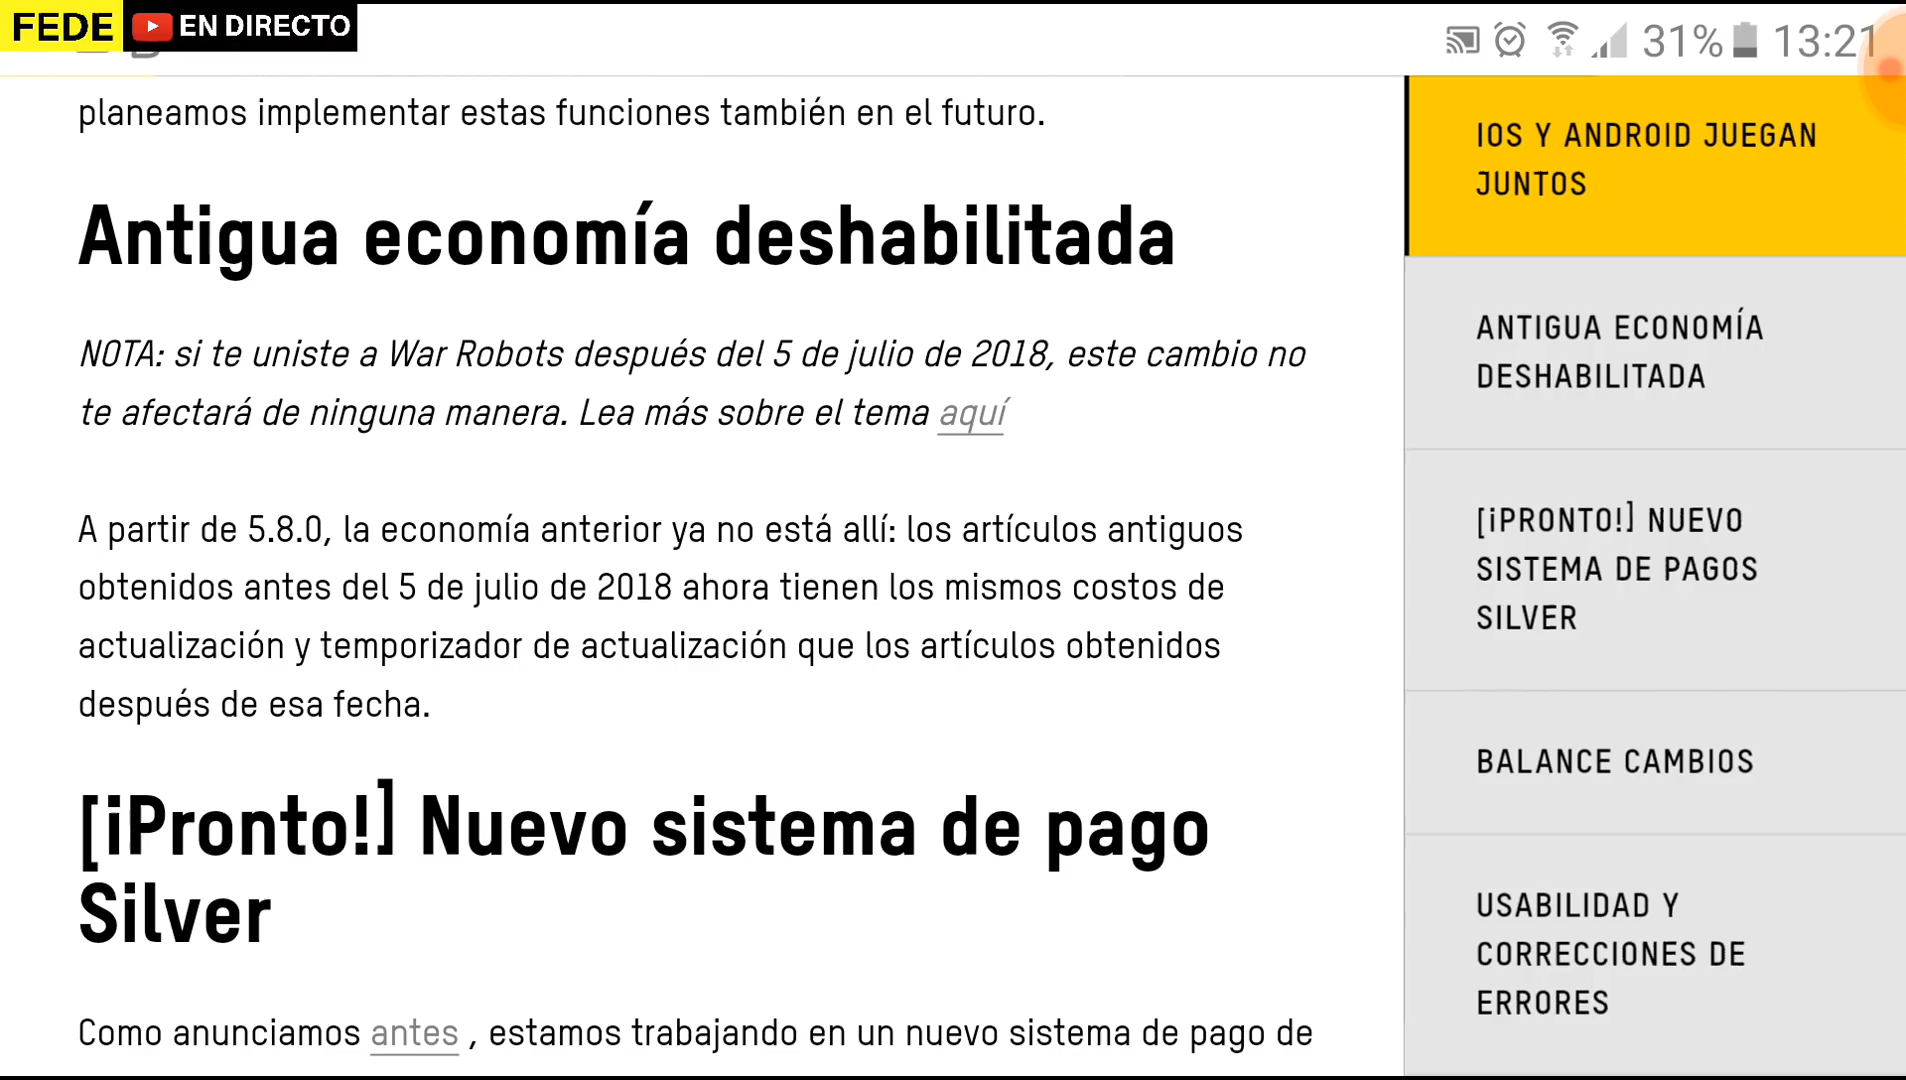 FEDE EN DIRECTO
31% 13:21
planeamos implementar estas funciones también en el futuro.
Antigua economía deshabilitada
NOTA: si te uniste a War Robots después del 5 de julio de 2018, este cambio no
te afectará de ninguna manera. Lea más sobre el tema aquí
A partir de 5.8.0, la economía anterior ya no está allí: los artículos antiguos
obtenidos antes del 5 de julio de 2018 ahora tienen los mismos costos de
actualización y temporizador de actualización que los artículos obtenidos
después de esa fecha.
[¡Pronto!] Nuevo sistema de pago
Silver
Como anunciamos antes , estamos trabajando en un nuevo sistema de pago de
IOS Y ANDROID JUEGAN
JUNTOS
ANTIGUA ECONOMÍA
DESHABILITADA
[¡PRONTO!] NUEVO
SISTEMA DE PAGOS
SILVER
BALANCE CAMBIOS
USABILIDAD Y
CORRECCIONES DE
ERRORES